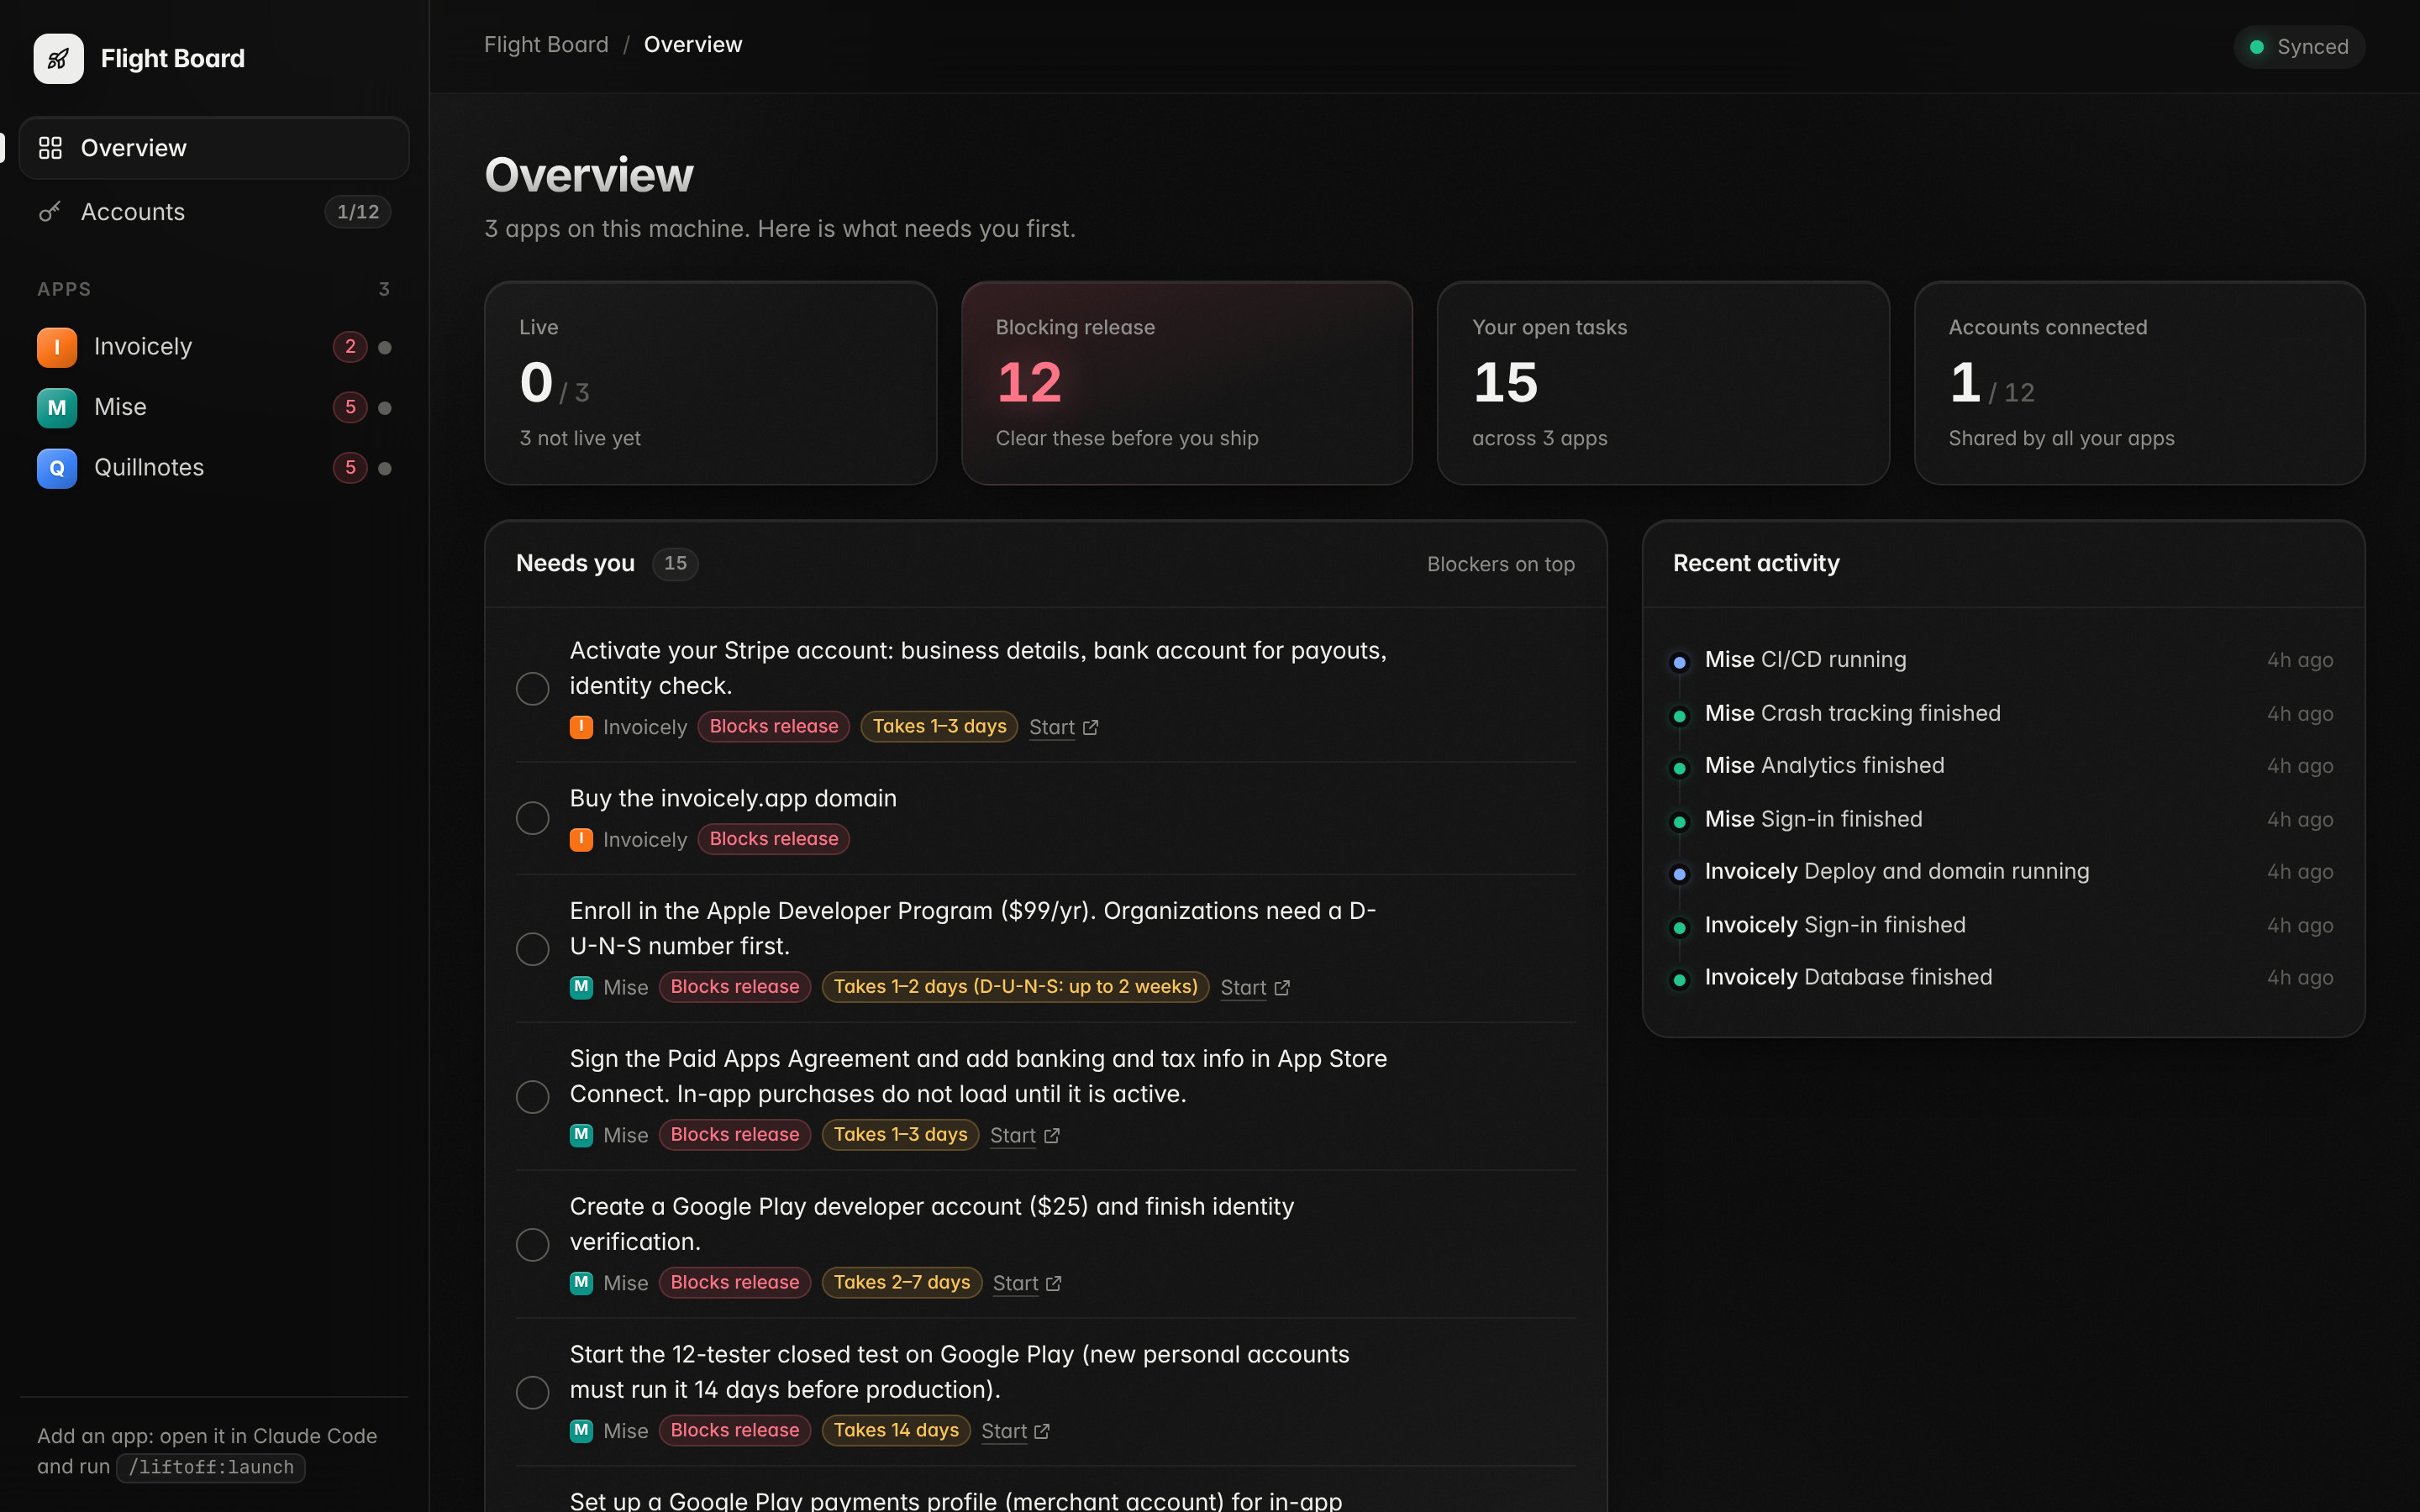 Flight Board
Overview
Accounts 1/12
APPS 3
I Invoicely 2
M Mise 5
Q Quillnotes 5
Add an app: open it in Claude Code
and run /liftoff:launch
Flight Board / Overview
Synced
Overview
3 apps on this machine. Here is what needs you first.
Live
0 / 3
3 not live yet
Blocking release
12
Clear these before you ship
Your open tasks
15
across 3 apps
Accounts connected
1 / 12
Shared by all your apps
Needs you 15 Blockers on top
Activate your Stripe account: business details, bank account for payouts,
identity check.
I Invoicely Blocks release Takes 1–3 days Start
Buy the invoicely.app domain
I Invoicely Blocks release
Enroll in the Apple Developer Program ($99/yr). Organizations need a D-
U-N-S number first.
M Mise Blocks release Takes 1–2 days (D-U-N-S: up to 2 weeks) Start
Sign the Paid Apps Agreement and add banking and tax info in App Store
Connect. In-app purchases do not load until it is active.
M Mise Blocks release Takes 1–3 days Start
Create a Google Play developer account ($25) and finish identity
verification.
M Mise Blocks release Takes 2–7 days Start
Start the 12-tester closed test on Google Play (new personal accounts
must run it 14 days before production).
M Mise Blocks release Takes 14 days Start
Set up a Google Play payments profile (merchant account) for in-app
Recent activity
Mise CI/CD running 4h ago
Mise Crash tracking finished 4h ago
Mise Analytics finished 4h ago
Mise Sign-in finished 4h ago
Invoicely Deploy and domain running 4h ago
Invoicely Sign-in finished 4h ago
Invoicely Database finished 4h ago